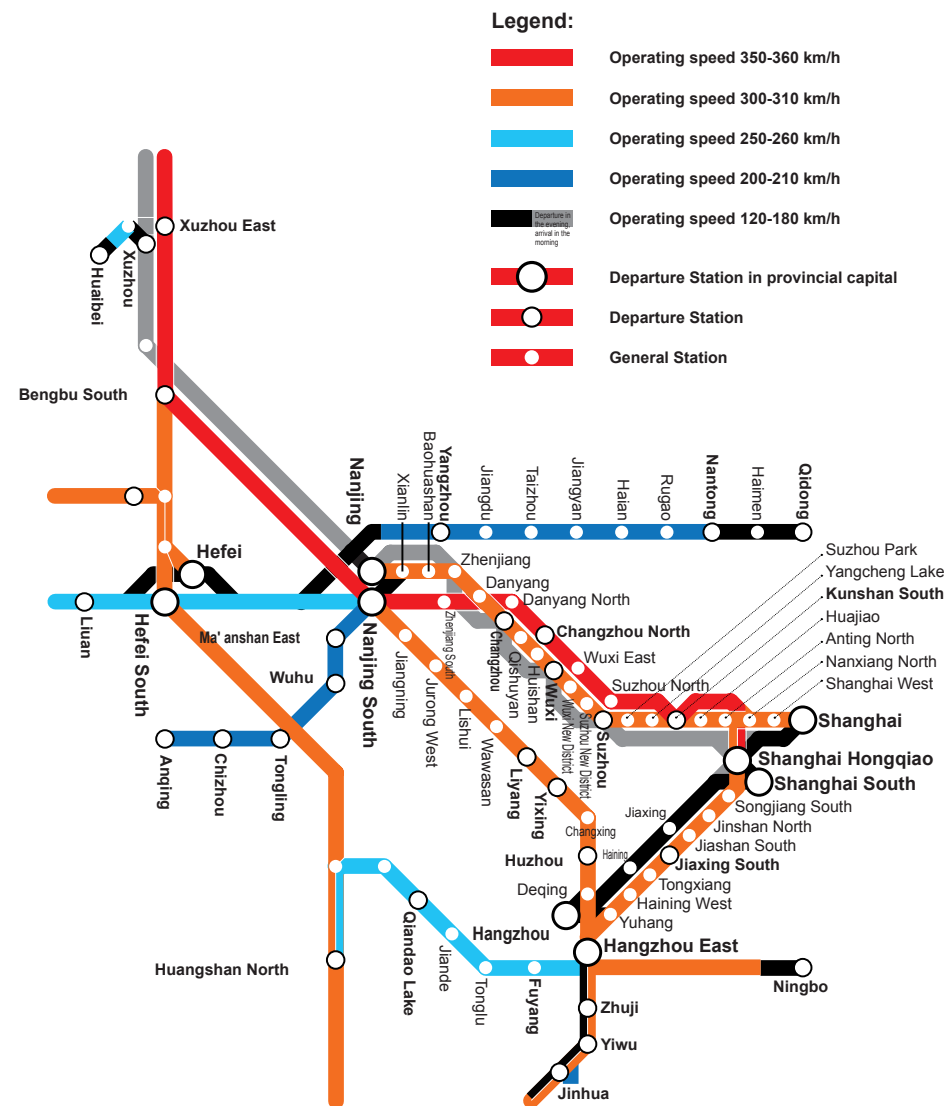 Legend:
Operating speed 350-360 km/h
Operating speed 300-310 km/h
Operating speed 250-260 km/h
Operating speed 200-210 km/h
Departure in
the evening,
arrival in the
morning
Operating speed 120-180 km/h
Departure Station in provincial capital
Departure Station
General Station
Xuzhou East
Xuzhou
Huaibei
Bengbu South
Nanjing
Xianlin
Baohuashan
Yangzhou
Jiangdu
Taizhou
Jiangyan
Haian
Rugao
Nantong
Haimen
Qidong
Hefei
Zhenjiang
Danyang
Danyang North
Suzhou Park
Yangcheng Lake
Kunshan South
Huajiao
Anting North
Nanxiang North
Shanghai West
Liuan
Hefei South
Ma' anshan East
Wuhu
Nanjing South
Zhenjiang South
Changzhou
Qishuyan
Huishan
Wuxi
Wuxi New District
Suzhou New District
Suzhou
Changzhou North
Wuxi East
Suzhou North
Shanghai
Shanghai Hongqiao
Shanghai South
Jiangning
Jurong West
Lishui
Wawasan
Liyang
Yixing
Anqing
Chizhou
Tongling
Changxing
Huzhou
Haining
Jiaxing
Deqing
Songjiang South
Jinshan North
Jiashan South
Jiaxing South
Tongxiang
Haining West
Yuhang
Hangzhou
Hangzhou East
Huangshan North
Qiandao Lake
Jiande
Tonglu
Fuyang
Ningbo
Zhuji
Yiwu
Jinhua